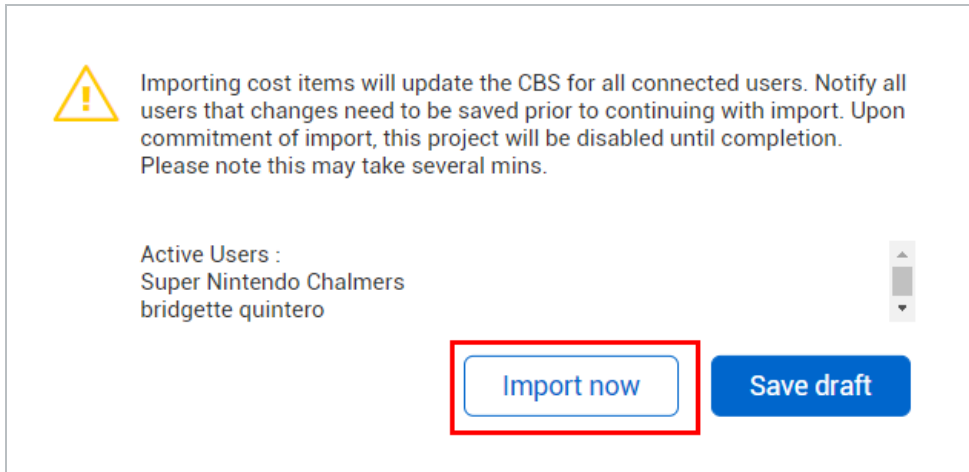 Importing cost items will update the CBS for all connected users. Notify all
users that changes need to be saved prior to continuing with import. Upon
commitment of import, this project will be disabled until completion.
Please note this may take several mins.
Active Users :
Super Nintendo Chalmers
bridgette quintero
Import now
Save draft